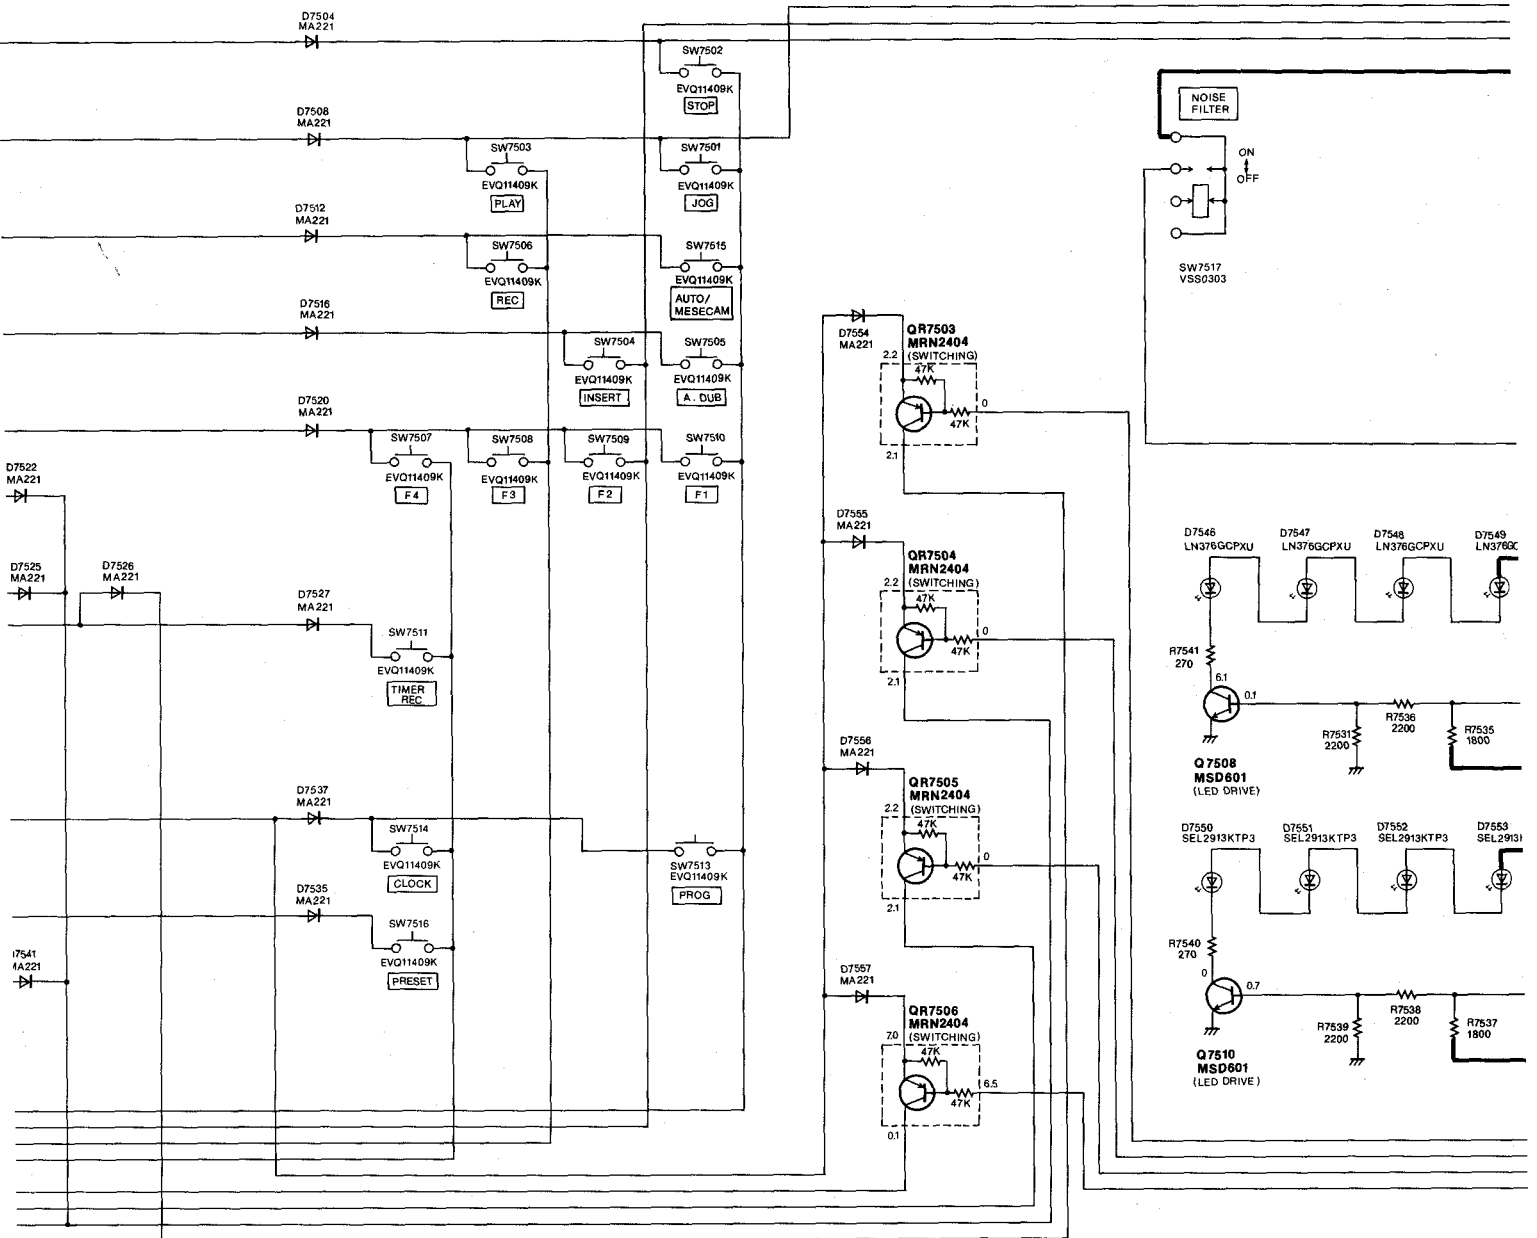 D7504
MA221
SW7502
EVQ11409K
STOP
D7508
MA221
SW7503
EVQ11409K
PLAY
SW7501
EVQ11409K
JOG
D7512
MA221
SW7506
EVQ11409K
REC
SW7515
EVQ11409K
AUTO/
MESECAM
D7516
MA221
SW7504
EVQ11409K
INSERT
SW7505
EVQ11409K
A. DUB
D7520
MA221
SW7507
EVQ11409K
F4
SW7508
EVQ11409K
F3
SW7509
EVQ11409K
F2
SW7510
EVQ11409K
F1
D7522
MA221
D7525
MA221
D7526
MA221
D7527
MA221
SW7511
EVQ11409K
TIMER
REC
D7537
MA221
SW7514
EVQ11409K
CLOCK
SW7513
EVQ11409K
PROG
D7535
MA221
SW7516
EVQ11409K
PRESET
7541
MA221
D7554
MA221
QR7503
MRN2404
(SWITCHING)
2.2
47K
0
47K
2.1
D7555
MA221
QR7504
MRN2404
(SWITCHING)
2.2
47K
0
47K
2.1
D7556
MA221
QR7505
MRN2404
(SWITCHING)
2.2
47K
0
47K
2.1
D7557
MA221
QR7506
MRN2404
(SWITCHING)
7.0
47K
6.5
47K
0.1
NOISE
FILTER
ON
OFF
SW7517
VSS0303
D7546
LN376GCPXU
D7547
LN376GCPXU
D7548
LN376GCPXU
D7549
LN376GC
R7541
270
6.1
0.1
R7531
2200
R7536
2200
R7535
1800
Q7508
MSD601
(LED DRIVE)
D7550
SEL2913KTP3
D7551
SEL2913KTP3
D7552
SEL2913KTP3
D7553
SEL2913
R7540
270
0
0.7
R7539
2200
R7538
2200
R7537
1800
Q7510
MSD601
(LED DRIVE)